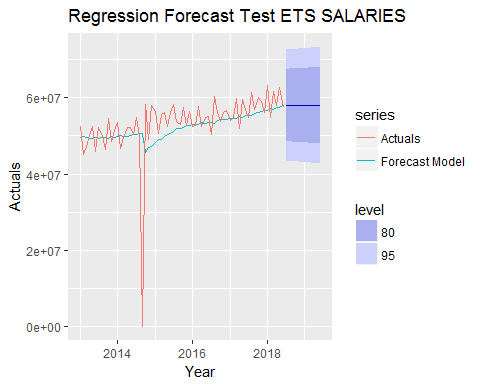 Regression Forecast Test ETS SALARIES
6e+07
4e+07
2e+07
0e+00
Actuals
2014
2016
2018
Year
series
Actuals
Forecast Model
level
80
95